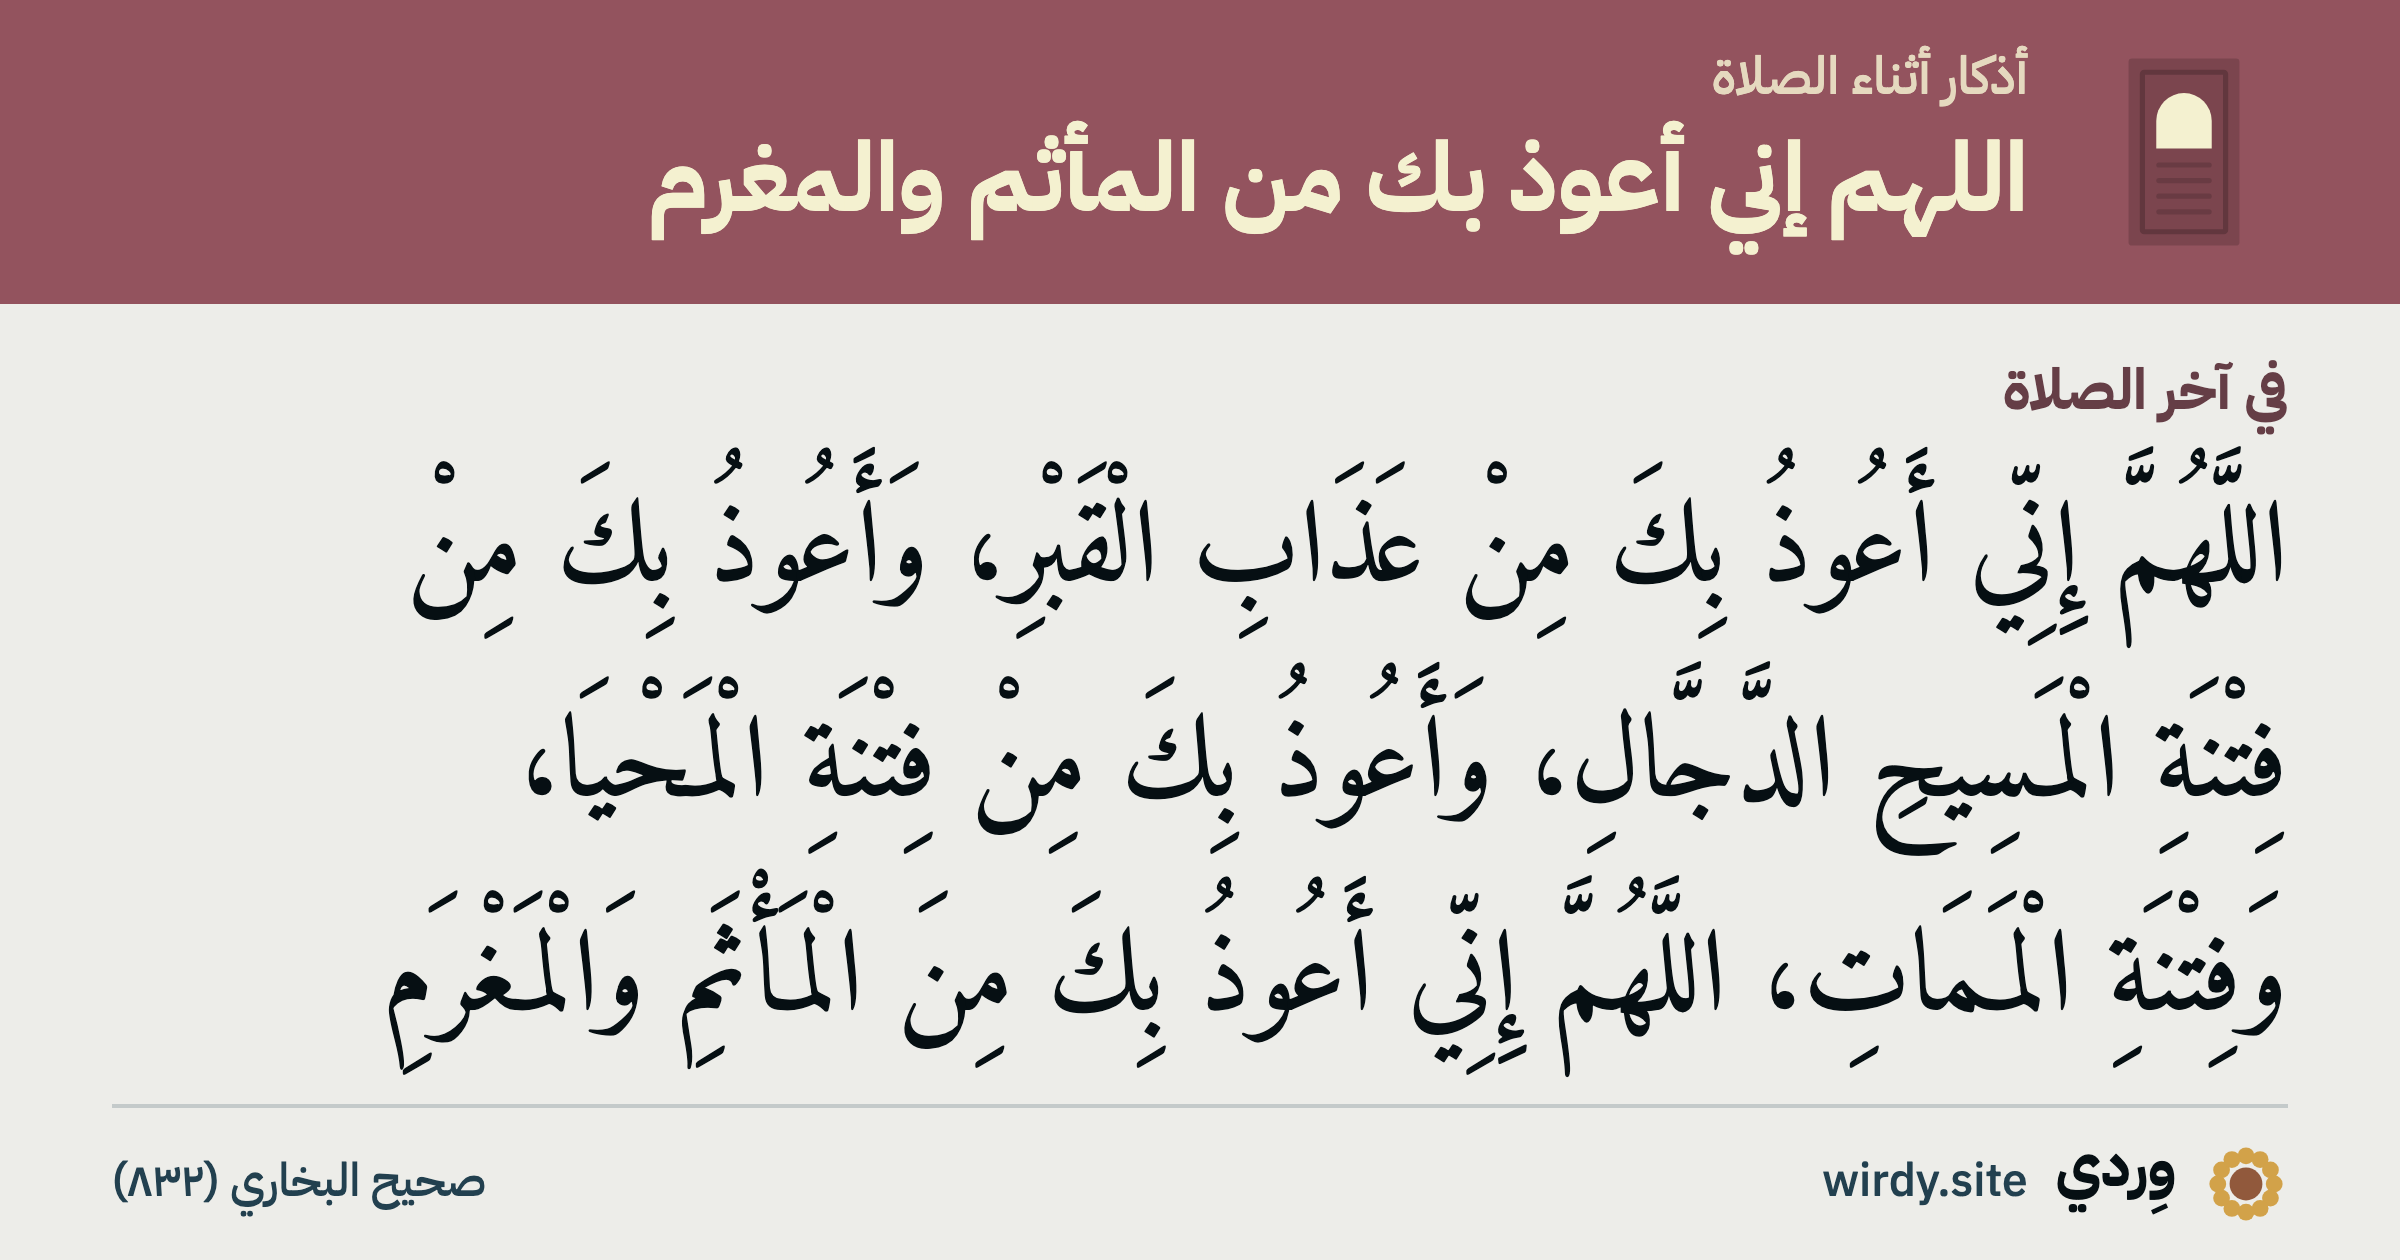 أذكار أثناء الصلاة
اللهم إني أعوذ بك من المأثم والمغرم
في آخر الصلاة
اللَّهُمَّ إِنِّي أَعُوذُ بِكَ مِنْ عَذَابِ الْقَبْرِ، وَأَعُوذُ بِكَ مِنْ
فِتْنَةِ الْمَسِيحِ الدَّجَّالِ، وَأَعُوذُ بِكَ مِنْ فِتْنَةِ الْمَحْيَا،
وَفِتْنَةِ الْمَمَاتِ، اللَّهُمَّ إِنِّي أَعُوذُ بِكَ مِنَ الْمَأْثَمِ وَالْمَغْرَمِ
وِردي wirdy.site
صحيح البخاري (٨٣٢)